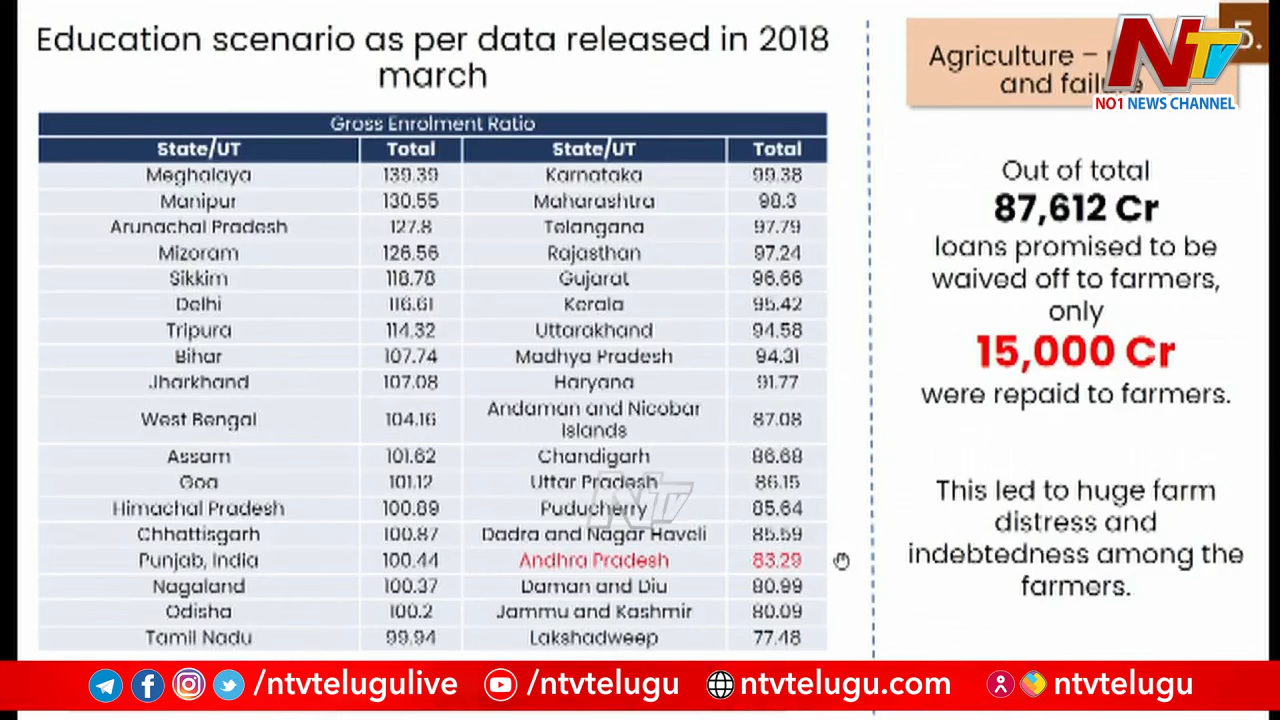 Education scenario as per data released in 2018
march
Gross Enrolment Ratio
State/UT Total State/UT Total
Meghalaya 139.39 Karnataka 99.38
Manipur 130.55 Maharashtra 98.3
Arunachal Pradesh 127.8 Telangana 97.79
Mizoram 126.56 Rajasthan 97.24
Sikkim 118.78 Gujarat 96.66
Delhi 116.61 Kerala 95.42
Tripura 114.32 Uttarakhand 94.58
Bihar 107.74 Madhya Pradesh 94.31
Jharkhand 107.08 Haryana 91.77
West Bengal 104.16 Andaman and Nicobar Islands 87.08
Assam 101.62 Chandigarh 86.68
Goa 101.12 Uttar Pradesh 86.15
Himachal Pradesh 100.89 Puducherry 85.64
Chhattisgarh 100.87 Dadra and Nagar Haveli 85.59
Punjab, India 100.44 Andhra Pradesh 83.29
Nagaland 100.37 Daman and Diu 80.99
Odisha 100.2 Jammu and Kashmir 80.09
Tamil Nadu 99.94 Lakshadweep 77.48
NTV
5.
Agriculture –
and failure
NTV
NO1 NEWS CHANNEL
Out of total
87,612 Cr
loans promised to be
waived off to farmers,
only
15,000 Cr
were repaid to farmers.
This led to huge farm
distress and
indebtedness among the
farmers.
/ntvtelugulive /ntvtelugu ntvtelugu.com ntvtelugu